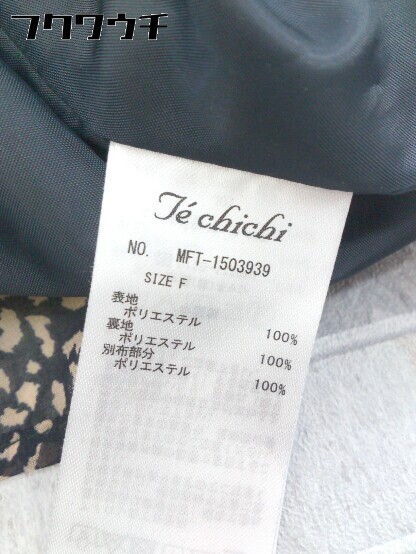 フクワウチ
Té chichi
NO. MFT-1503939
SIZE F
表地
ポリエステル 100%
裏地
ポリエステル 100%
別布部分
ポリエステル 100%